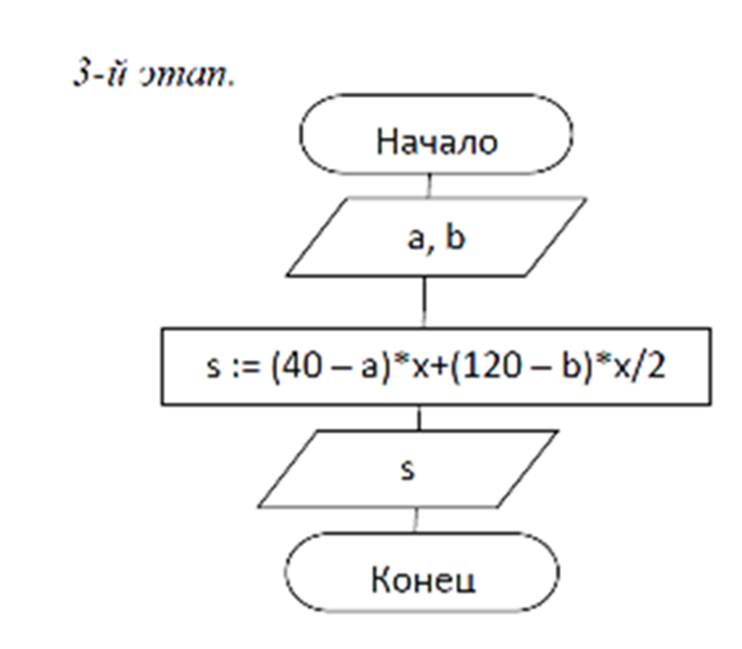 3-й этап.
Начало
a, b
s := (40 – a)*x+(120 – b)*x/2
s
Конец